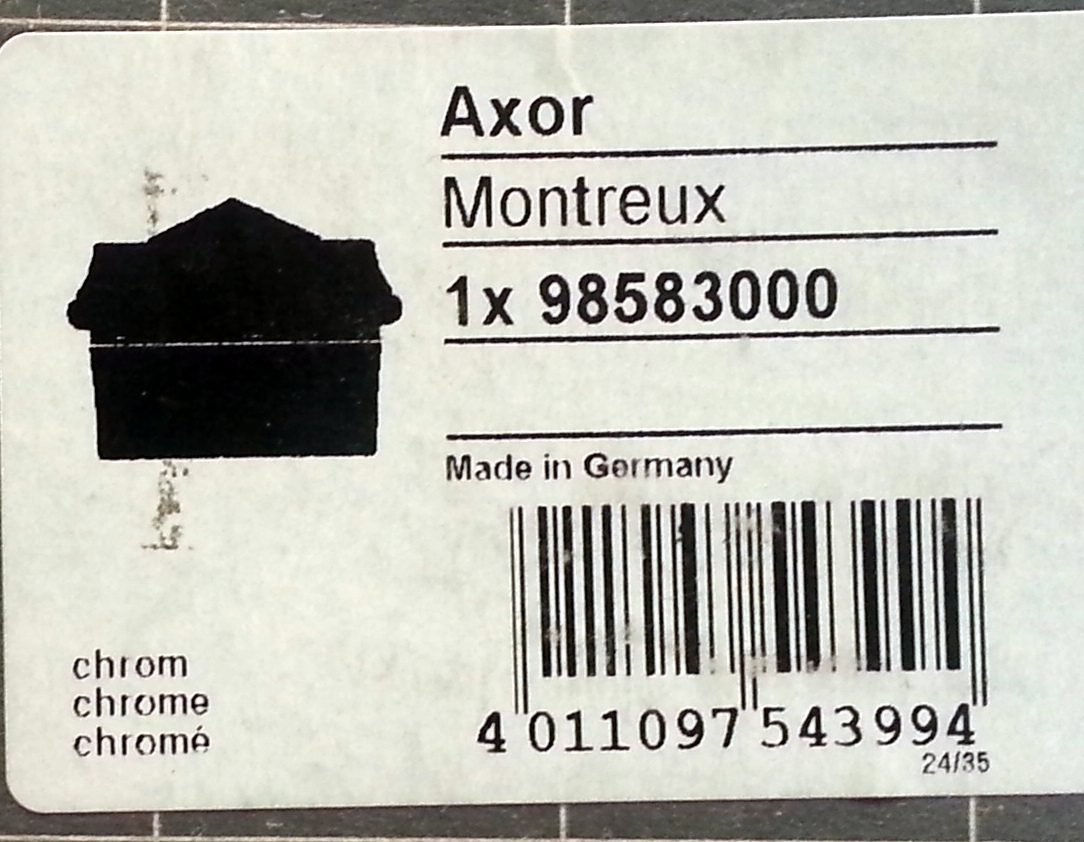 Axor
Montreux
1x 98583000
Made in Germany
4 011097 543994
24/35
chrom
chrome
chromé